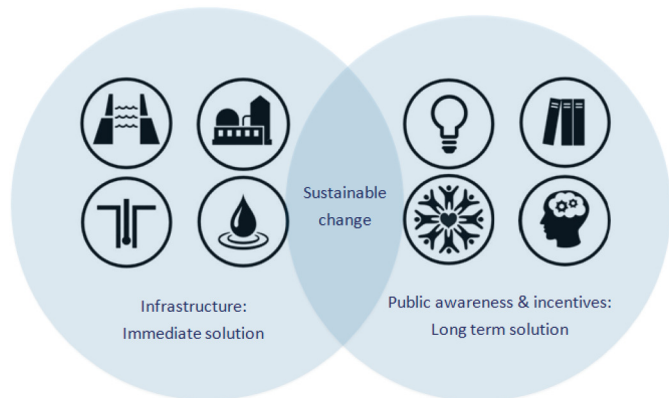 Sustainable
change
Infrastructure:
Immediate solution
Public awareness & incentives:
Long term solution